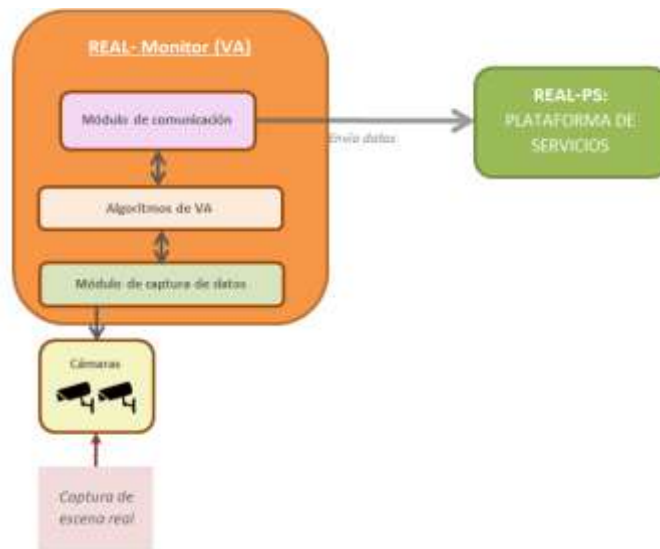 REAL- Monitor (VA)
Módulo de comunicación
Envío datos
REAL-PS:
PLATAFORMA DE
SERVICIOS
Algoritmos de VA
Módulo de captura de datos
Cámaras
Captura de
escena real